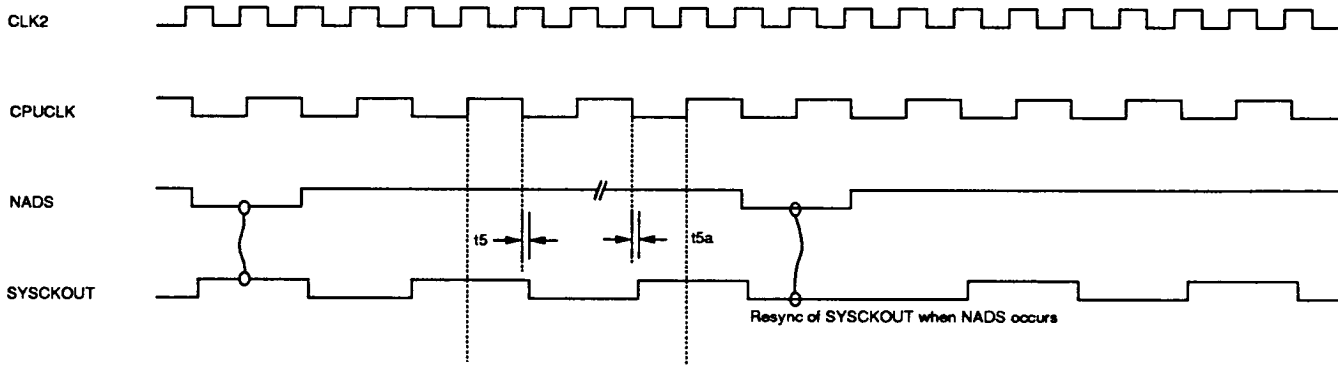 CLK2
CPUCLK
NADS
t5
t5a
SYSCKOUT
Resync of SYSCKOUT when NADS occurs